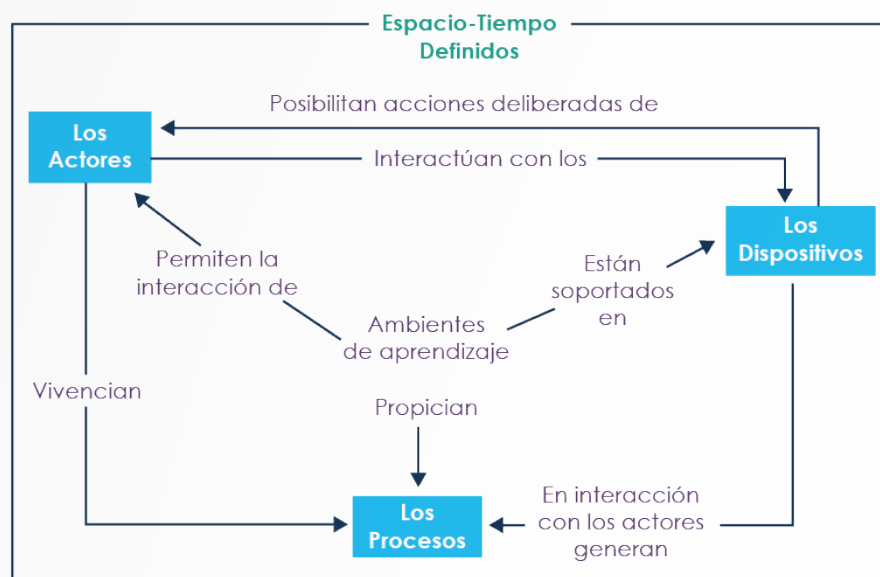 Espacio-Tiempo
Definidos
Posibilitan acciones deliberadas de
Los
Actores
Interactúan con los
Los
Dispositivos
Permiten la
interacción de
Están
soportados
en
Ambientes
de aprendizaje
Vivencian
Propician
Los
Procesos
En interacción
con los actores
generan